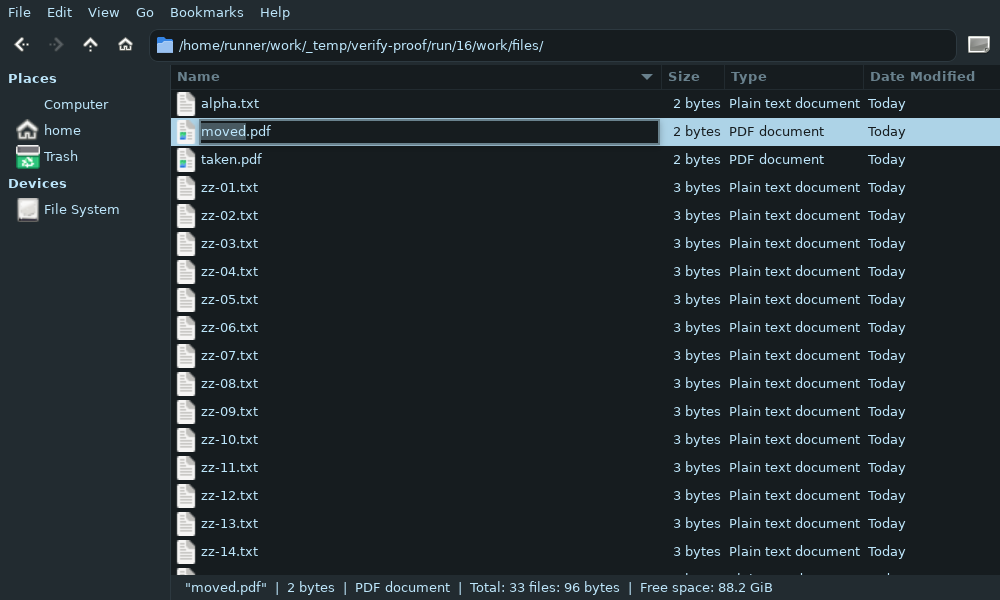 File Edit View Go Bookmarks Help
/home/runner/work/_temp/verify-proof/run/16/work/files/
Places
Computer
home
Trash
Devices
File System
Name Size Type Date Modified
alpha.txt 2 bytes Plain text document Today
moved.pdf 2 bytes PDF document Today
taken.pdf 2 bytes PDF document Today
zz-01.txt 3 bytes Plain text document Today
zz-02.txt 3 bytes Plain text document Today
zz-03.txt 3 bytes Plain text document Today
zz-04.txt 3 bytes Plain text document Today
zz-05.txt 3 bytes Plain text document Today
zz-06.txt 3 bytes Plain text document Today
zz-07.txt 3 bytes Plain text document Today
zz-08.txt 3 bytes Plain text document Today
zz-09.txt 3 bytes Plain text document Today
zz-10.txt 3 bytes Plain text document Today
zz-11.txt 3 bytes Plain text document Today
zz-12.txt 3 bytes Plain text document Today
zz-13.txt 3 bytes Plain text document Today
zz-14.txt 3 bytes Plain text document Today
"moved.pdf" | 2 bytes | PDF document | Total: 33 files: 96 bytes | Free space: 88.2 GiB